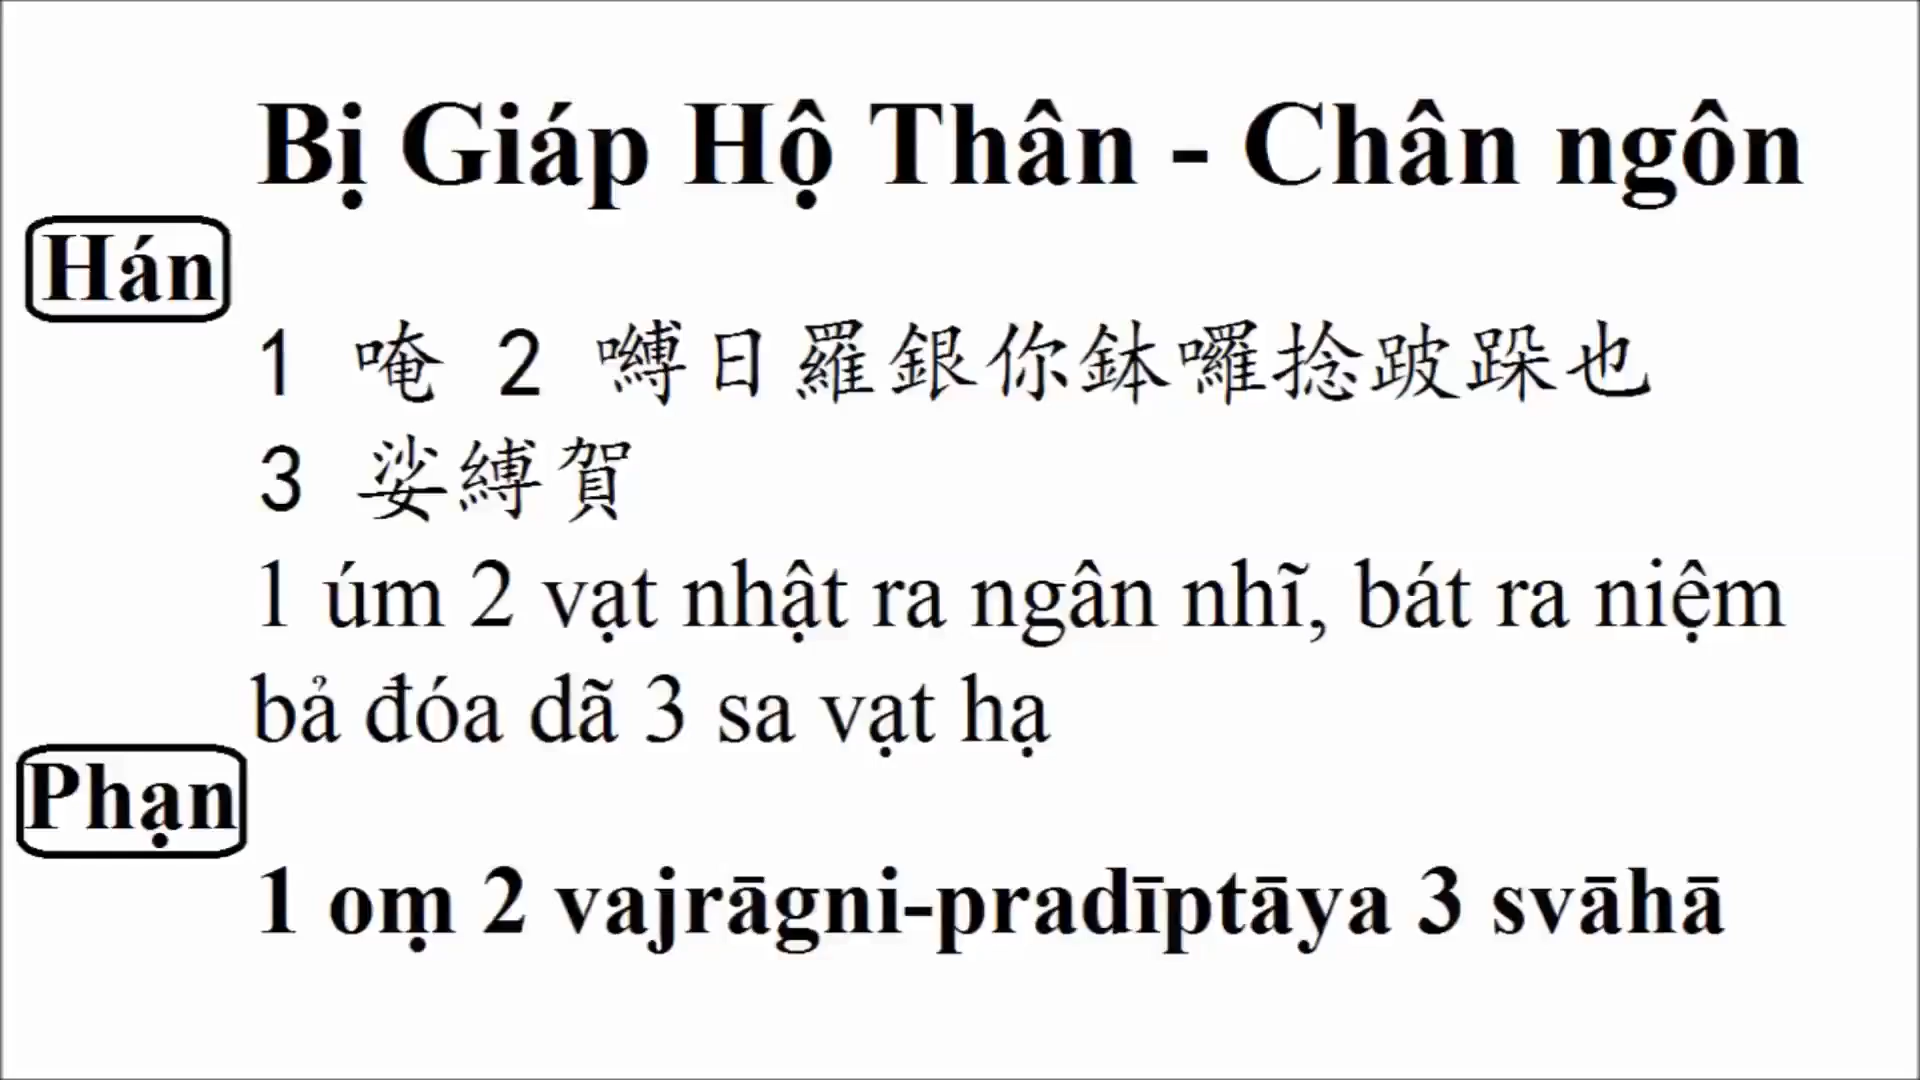 Bị Giáp Hộ Thân - Chân ngôn
Hán
1 唵 2 嚩日羅銀你鉢囉捻跛跺也
3 娑縛賀
1 úm 2 vạt nhật ra ngân nhĩ, bát ra niệm
bả đóa dã 3 sa vạt hạ
Phạn
1 oṃ 2 vajrāgni-pradīptāya 3 svāhā